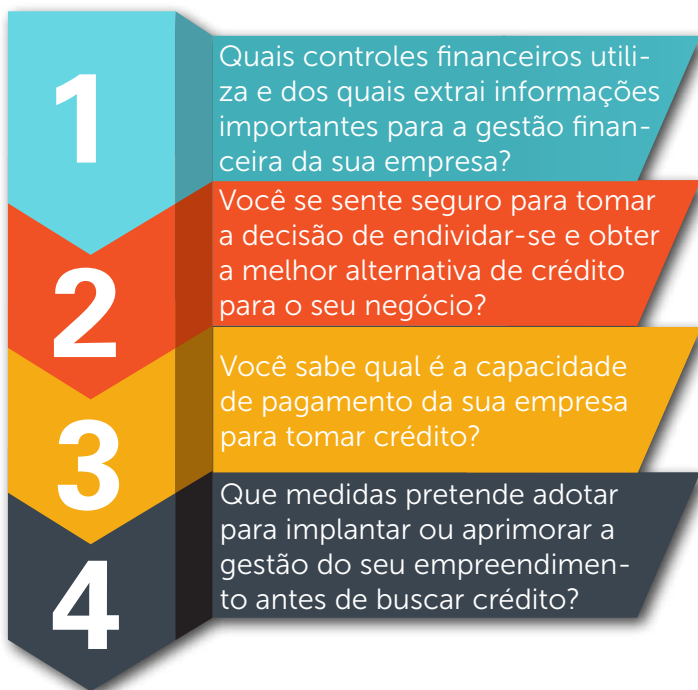 1
Quais controles financeiros utili-
za e dos quais extrai informações
importantes para a gestão finan-
ceira da sua empresa?
2
Você se sente seguro para tomar
a decisão de endividar-se e obter
a melhor alternativa de crédito
para o seu negócio?
3
Você sabe qual é a capacidade
de pagamento da sua empresa
para tomar crédito?
4
Que medidas pretende adotar
para implantar ou aprimorar a
gestão do seu empreendimen-
to antes de buscar crédito?